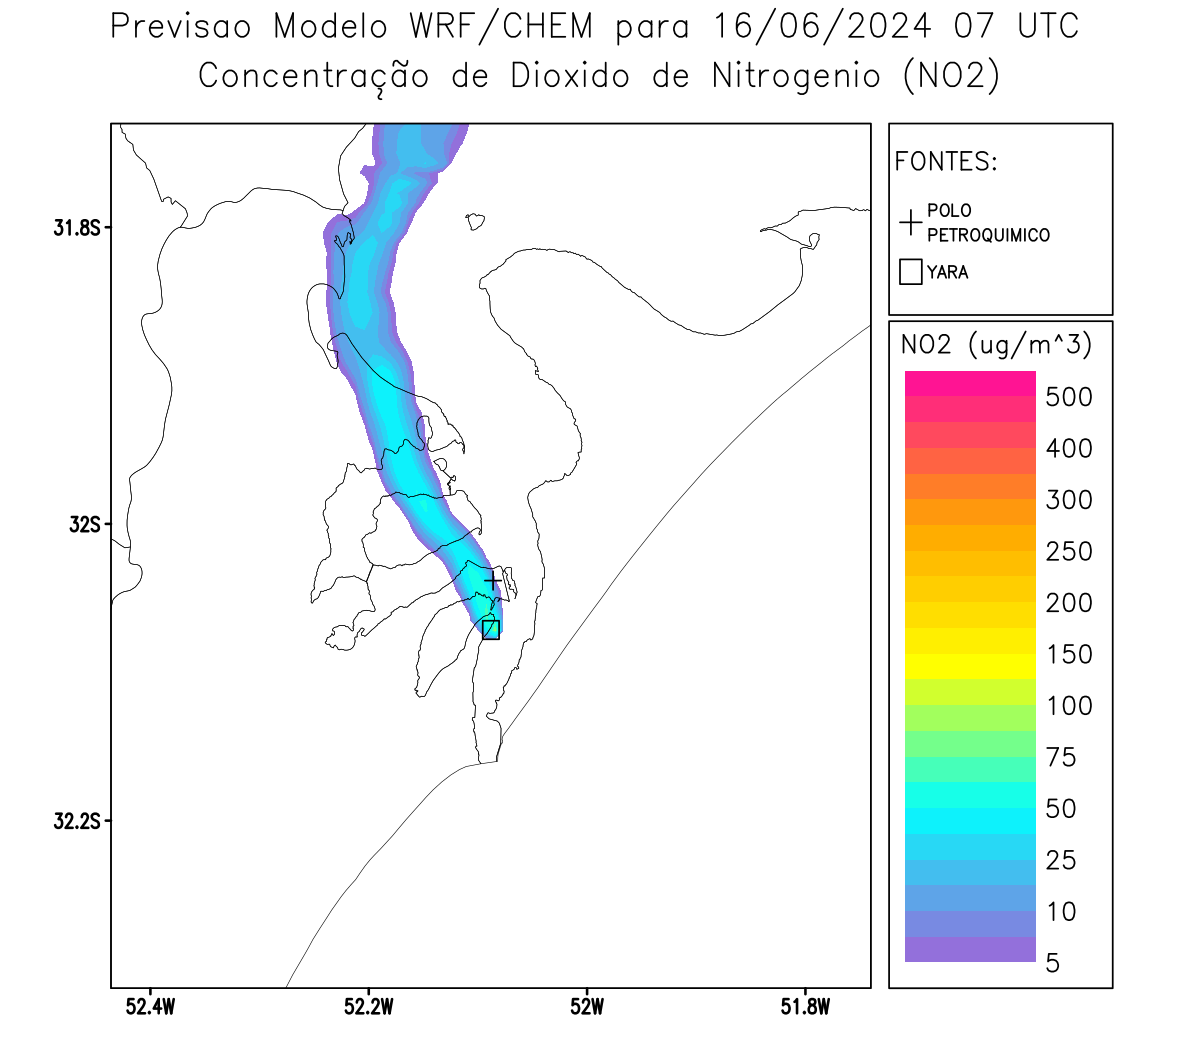 Previsao Modelo WRF/CHEM para 16/06/2024 07 UTC
Concentração de Dioxido de Nitrogenio (NO2)
FONTES:
POLO
PETROQUIMICO
YARA
NO2 (ug/m^3)
500
400
300
250
200
150
100
75
50
25
10
5
31.8S
32S
32.2S
52.4W
52.2W
52W
51.8W